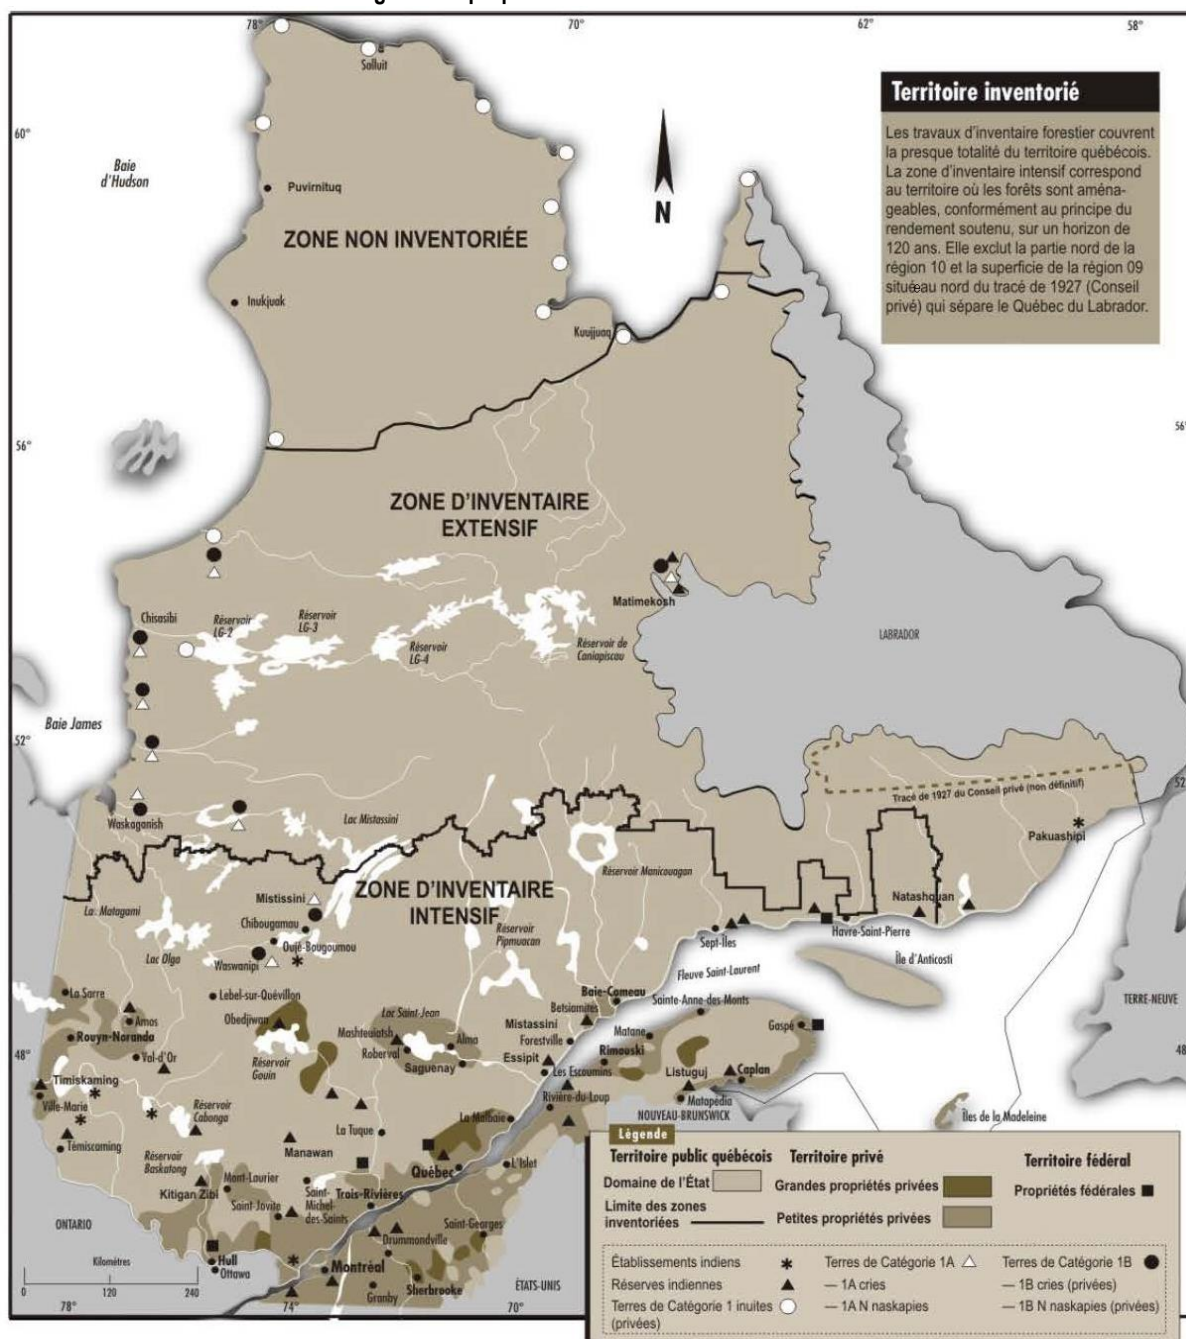 78°
70°
62°
58°
Salluit
Territoire inventorié
Les travaux d'inventaire forestier couvrent
la presque totalité du territoire québécois.
La zone d'inventaire intensif correspond
au territoire où les forêts sont aména-
geables, conformément au principe du
rendement soutenu, sur un horizon de
120 ans. Elle exclut la partie nord de la
région 10 et la superficie de la région 09
située au nord du tracé de 1927 (Conseil
privé) qui sépare le Québec du Labrador.
60°
Baie
d'Hudson
Puvirnituq
N
ZONE NON INVENTORIÉE
Inukjuak
Kuujjuaq
56°
56°
ZONE D'INVENTAIRE
EXTENSIF
Matimekosh
Chisasibi
Réservoir
LG-2
Réservoir
LG-3
Réservoir
LG-4
Réservoir de
Caniapiscau
LABRADOR
Baie James
52°
52°
Tracé de 1927 du Conseil privé (non définitif)
Waskaganish
Lac Mistassini
Pakuashipi
Réservoir Manicouagan
ZONE D'INVENTAIRE
INTENSIF
Mistissini
Natashquan
La. Matagami
Chibougamau
Réservoir
Pipmuacan
Sept-Îles
Havre-Saint-Pierre
Oujé-Bougoumou
Lac Olga
Waswanipi
Île d'Anticosti
Fleuve Saint-Laurent
La Sarre
Lebel-sur-Quévillon
Baie-Comeau
Sainte-Anne-des-Monts
TERRE-NEUVE
Amos
Obedjiwan
Lac Saint-Jean
Betsiamites
Mistassini
Gaspé
Rouyn-Noranda
Mashteuiatsh
Alma
Forestville
Matane
48°
48°
Val-d'Or
Réservoir
Gouin
Roberval
Saguenay
Essipit
Rimouski
Les Escoumins
Listuguj
Caplan
Timiskaming
Ville-Marie
Réservoir
Cabonga
Rivière-du-Loup
Matapédia
La Malbaie
NOUVEAU-BRUNSWICK
Îles de la Madeleine
La Tuque
Témiscaming
Réservoir
Baskatong
Manawan
Québec
L'Islet
Kitigan Zibi
Mont-Laurier
Saint-
Michel-
des-Saints
Trois-Rivières
Saint-Jovite
ONTARIO
Saint-Georges
Drummondville
Kilomètres
Hull
Ottawa
Montréal
Granby
Sherbrooke
ÉTATS-UNIS
0
120
240
78°
74°
70°
Légende
Territoire public québécois
Territoire privé
Territoire fédéral
Domaine de l'État
Grandes propriétés privées
Propriétés fédérales
Limite des zones
inventoriées
Petites propriétés privées
Établissements indiens
Terres de Catégorie 1A
Terres de Catégorie 1B
Réserves indiennes
— 1A cries
— 1B cries (privées)
Terres de Catégorie 1 inuites
(privées)
— 1A N naskapies
— 1B N naskapies (privées)